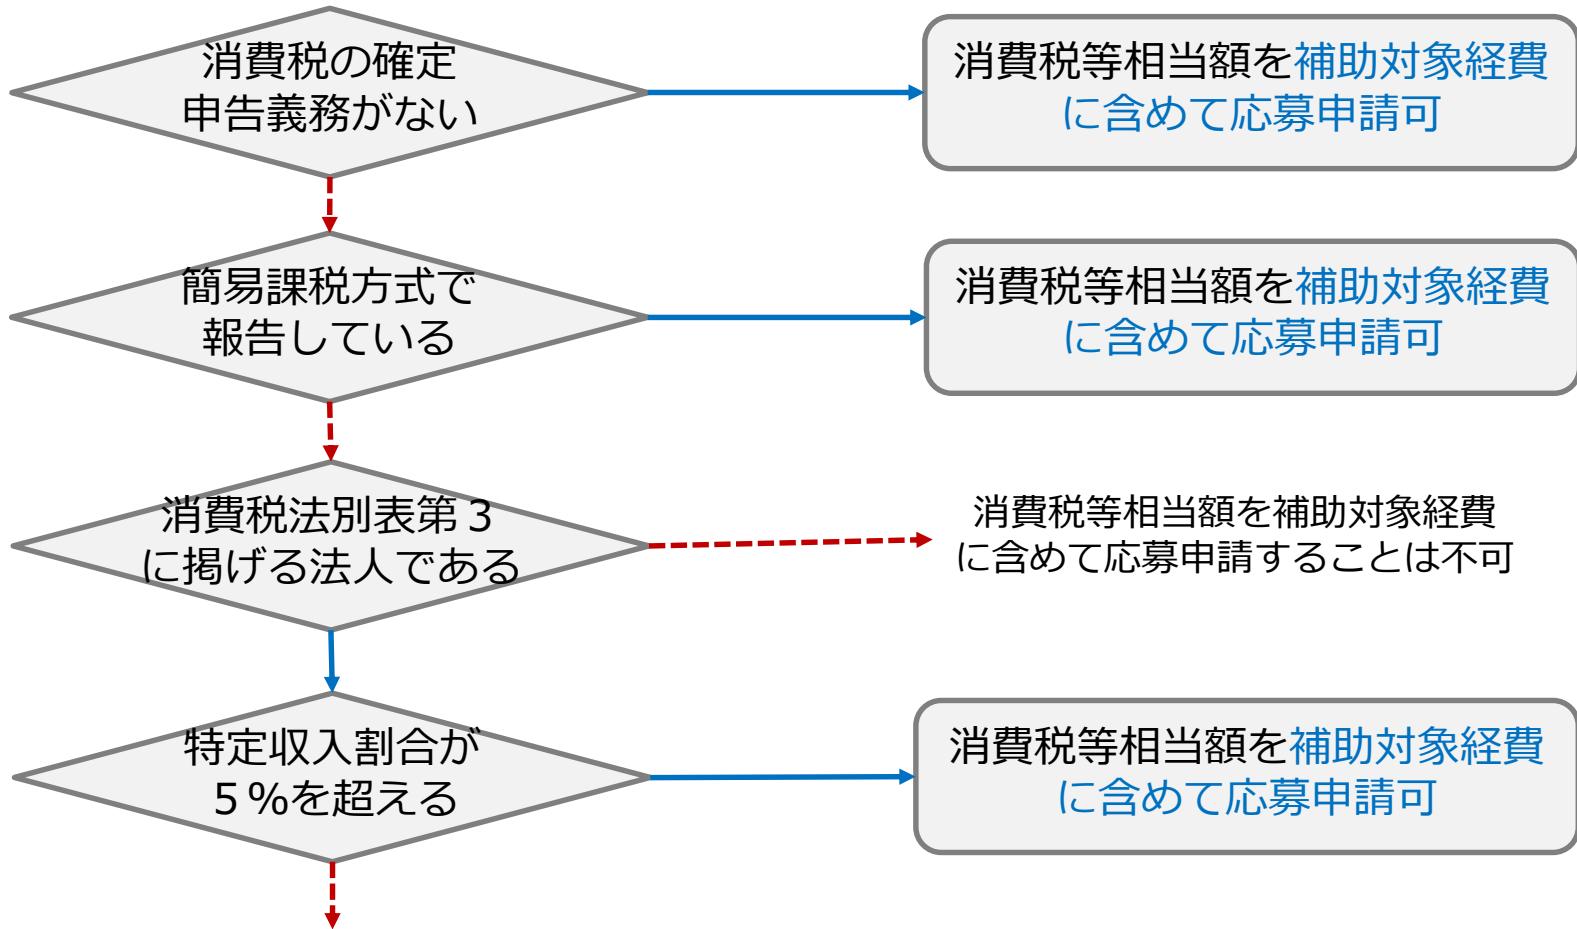 消費税の確定
申告義務がない
消費税等相当額を補助対象経費
に含めて応募申請可
簡易課税方式で
報告している
消費税等相当額を補助対象経費
に含めて応募申請可
消費税法別表第３
に掲げる法人である
消費税等相当額を補助対象経費
に含めて応募申請することは不可
特定収入割合が
５%を超える
消費税等相当額を補助対象経費
に含めて応募申請可